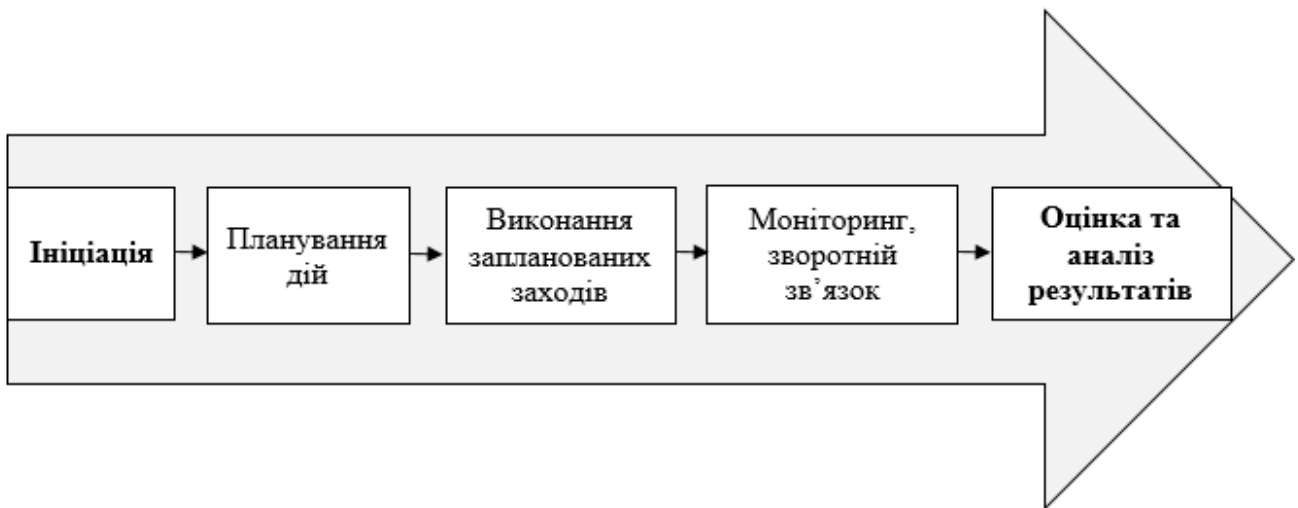 Ініціація
Планування
дій
Виконання
запланованих
заходів
Моніторинг,
зворотній
зв’язок
Оцінка та
аналіз
результатів